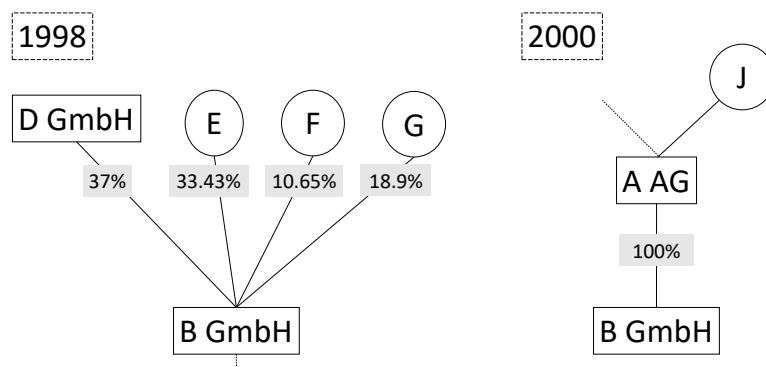 1998
2000
J
D GmbH
E
F
G
37%
33.43%
10.65%
18.9%
A AG
100%
B GmbH
B GmbH